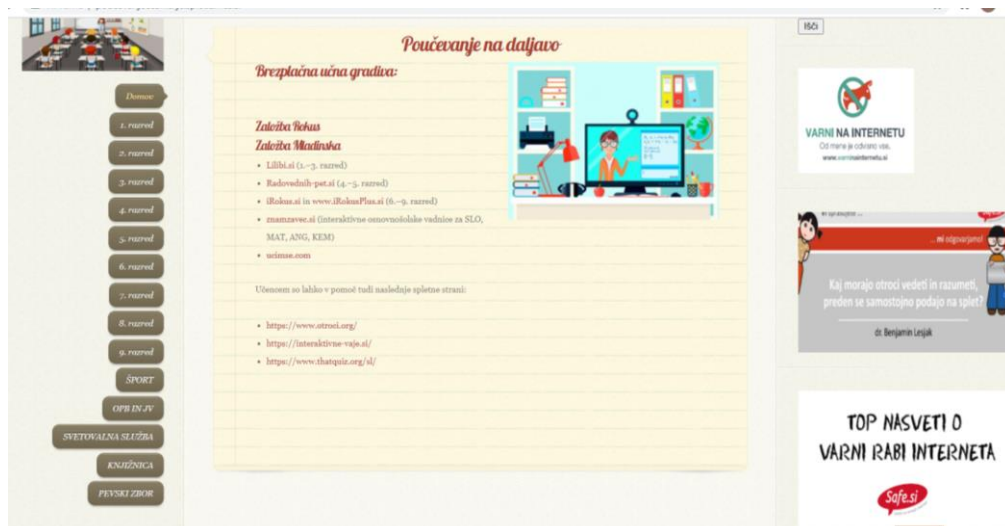 Domov
1. razred
2. razred
3. razred
4. razred
5. razred
6. razred
7. razred
8. razred
9. razred
ŠPORT
OPB IN JV
SVETOVALNA SLUŽBA
KNJIŽNICA
PEVSKI ZBOR
Poučevanje na daljavo
Brezplačna učna gradiva:
Založba Rokus
Založba Mladinska
Lilibi.si (1.–3. razred)
Radovednih-pet.si (4.–5. razred)
iRokus.si in www.iRokusPlus.si (6.–9. razred)
znamzavec.si (interaktivne osnovnošolske vadnice za SLO,
MAT, ANG, KEM)
ucimse.com
Učencem so lahko v pomoč tudi naslednje spletne strani:
https://www.otroci.org/
https://interaktivne-vaje.si/
https://www.thatquiz.org/sl/
Išči
VARNI NA INTERNETU
Od mene je odvisno vse.
www.varninainternetu.si
... mi odgovarjamo!
Kaj morajo otroci vedeti in razumeti,
preden se samostojno podajo na splet?
dr. Benjamin Lesjak
TOP NASVETI O
VARNI RABI INTERNETA
Safe.si